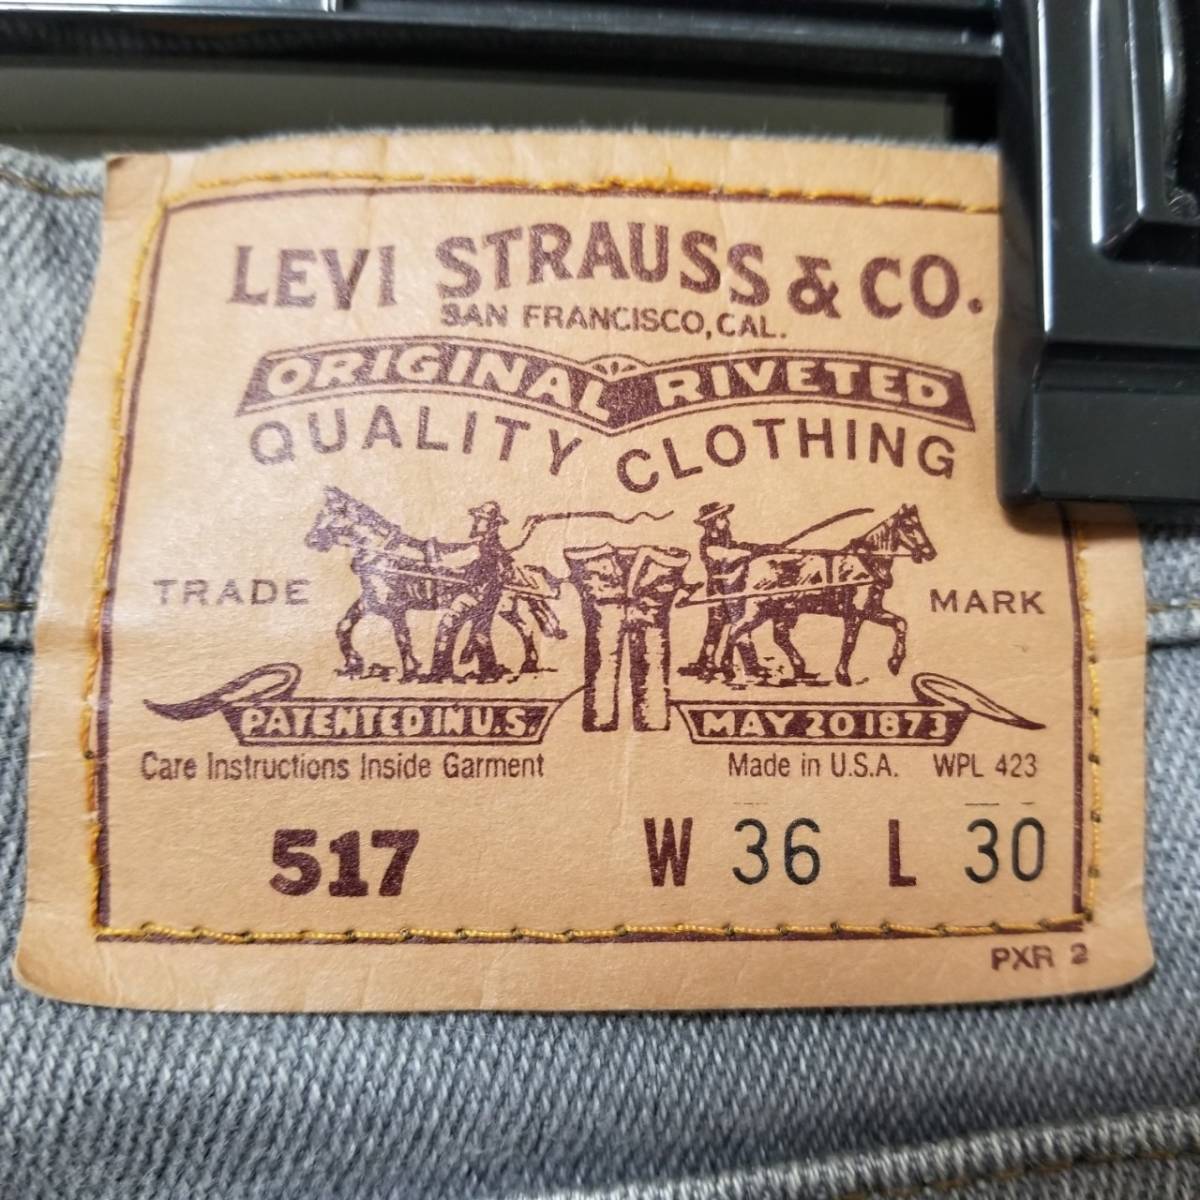 LEVI STRAUSS & CO.
SAN FRANCISCO, CAL.
ORIGINAL RIVETED
QUALITY CLOTHING
TRADE MARK
PATENTED IN U.S. MAY 20 1873
Care Instructions Inside Garment Made in U.S.A. WPL 423
517 W 36 L 30
PXR 2